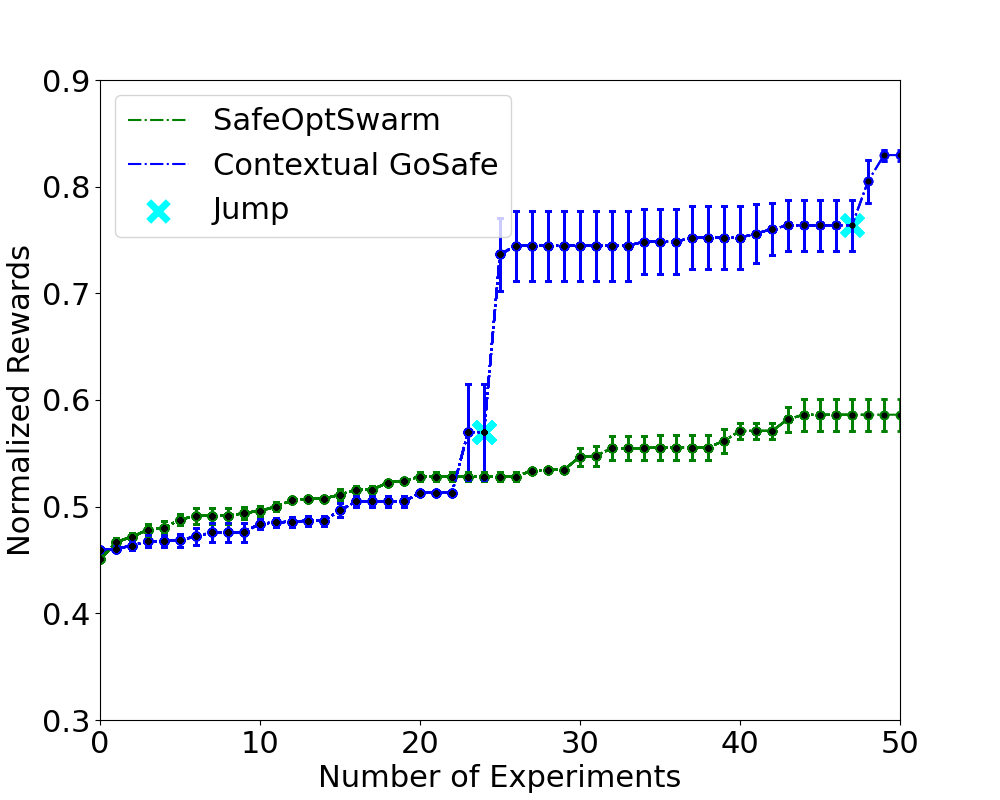 SafeOptSwarm
Contextual GoSafe
Jump
Normalized Rewards
0.9
0.8
0.7
0.6
0.5
0.4
0.3
0 10 20 30 40 50
Number of Experiments